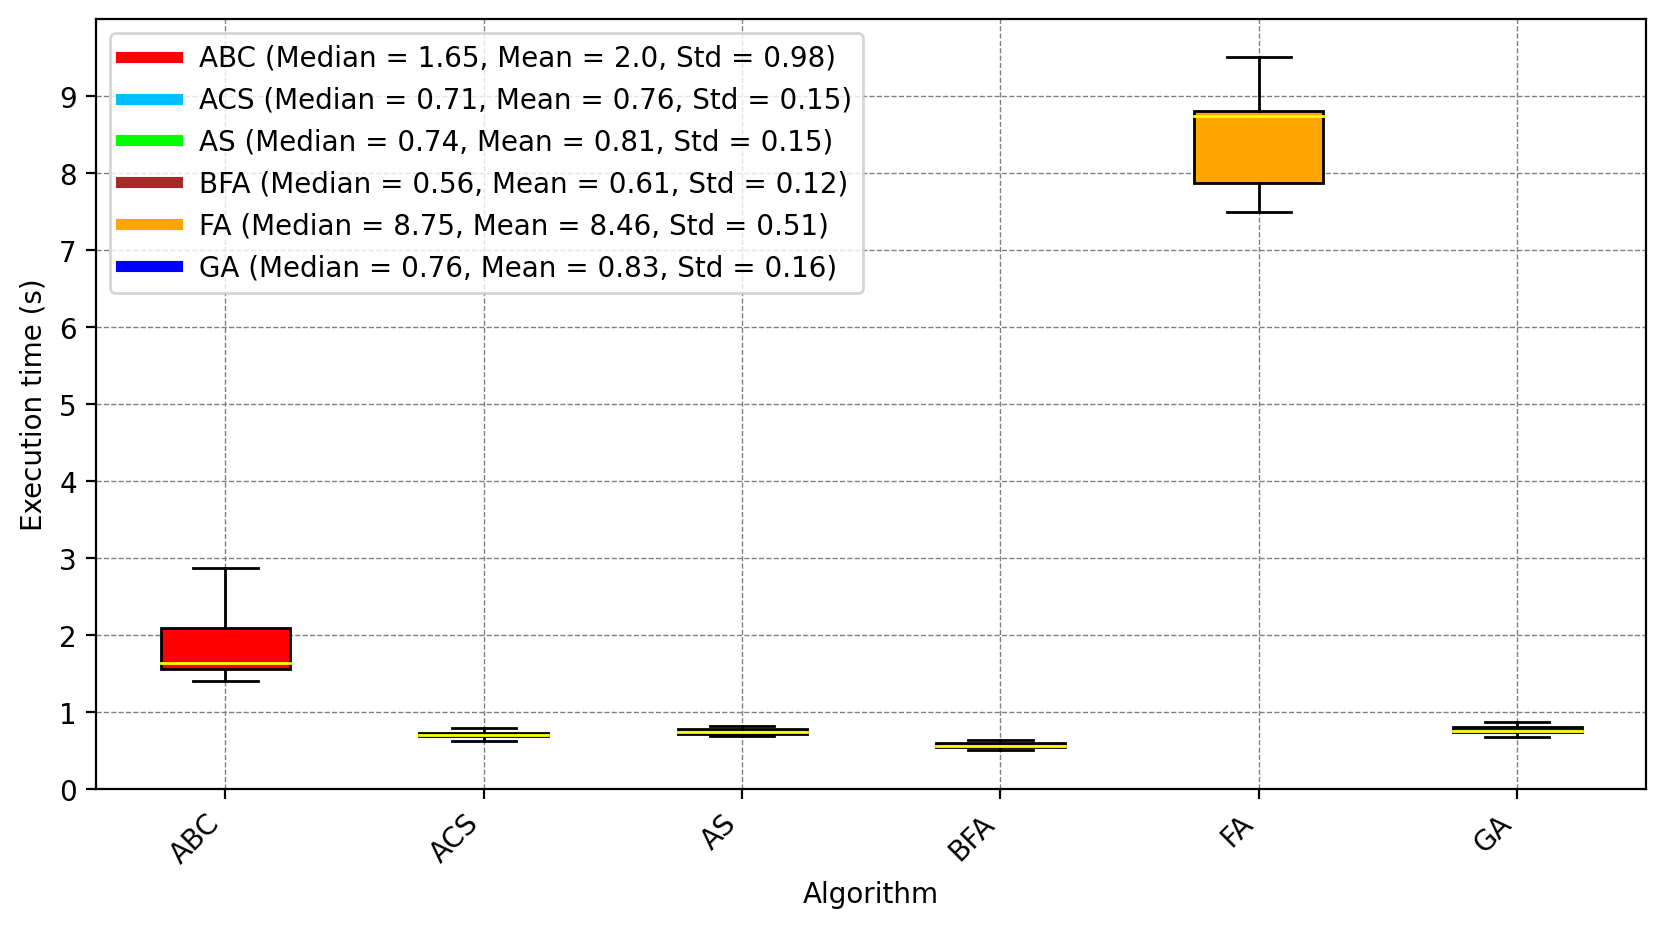 ABC (Median = 1.65, Mean = 2.0, Std = 0.98)
ACS (Median = 0.71, Mean = 0.76, Std = 0.15)
AS (Median = 0.74, Mean = 0.81, Std = 0.15)
BFA (Median = 0.56, Mean = 0.61, Std = 0.12)
FA (Median = 8.75, Mean = 8.46, Std = 0.51)
GA (Median = 0.76, Mean = 0.83, Std = 0.16)
Execution time (s)
9
8
7
6
5
4
3
2
1
0
ABC
ACS
AS
BFA
FA
GA
Algorithm